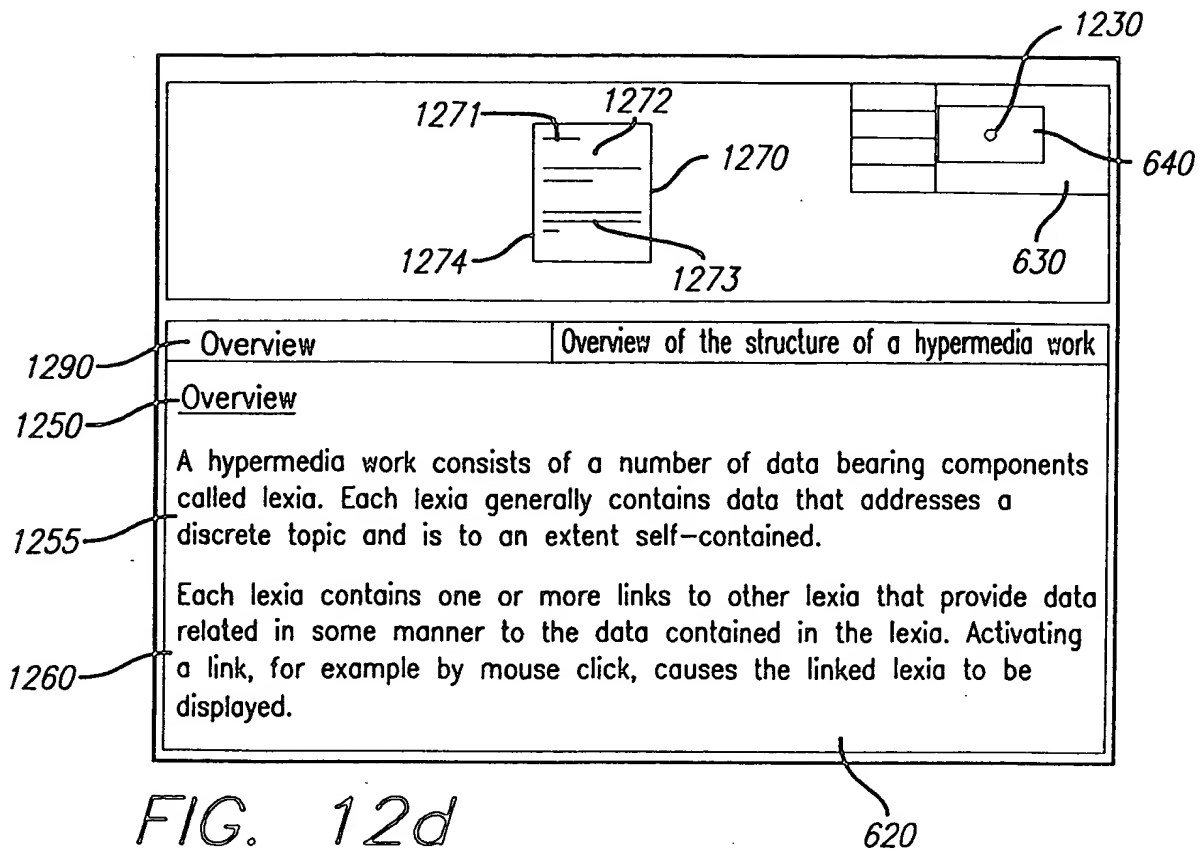 1230
1271
1272
1270
640
1274
1273
630
1290
Overview
Overview of the structure of a hypermedia work
1250
Overview
A hypermedia work consists of a number of data bearing components
called lexia. Each lexia generally contains data that addresses a
1255
discrete topic and is to an extent self-contained.
Each lexia contains one or more links to other lexia that provide data
related in some manner to the data contained in the lexia. Activating
1260
a link, for example by mouse click, causes the linked lexia to be
displayed.
FIG. 12d
620